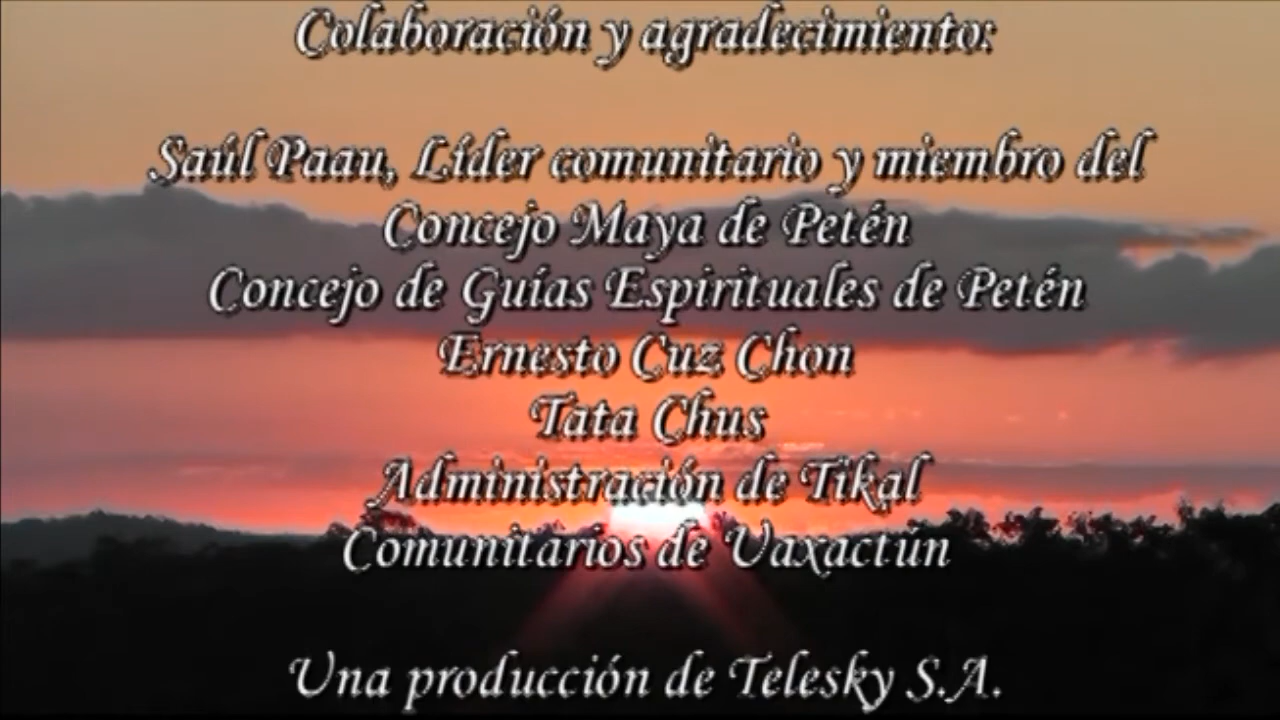 Colaboración y agradecimiento:
Saúl Paau, Líder comunitario y miembro del
Concejo Maya de Petén
Concejo de Guías Espirituales de Petén
Ernesto Cuz Chon
Tata Chus
Administración de Tikal
Comunitarios de Uaxactún
Una producción de Telesky S.A.